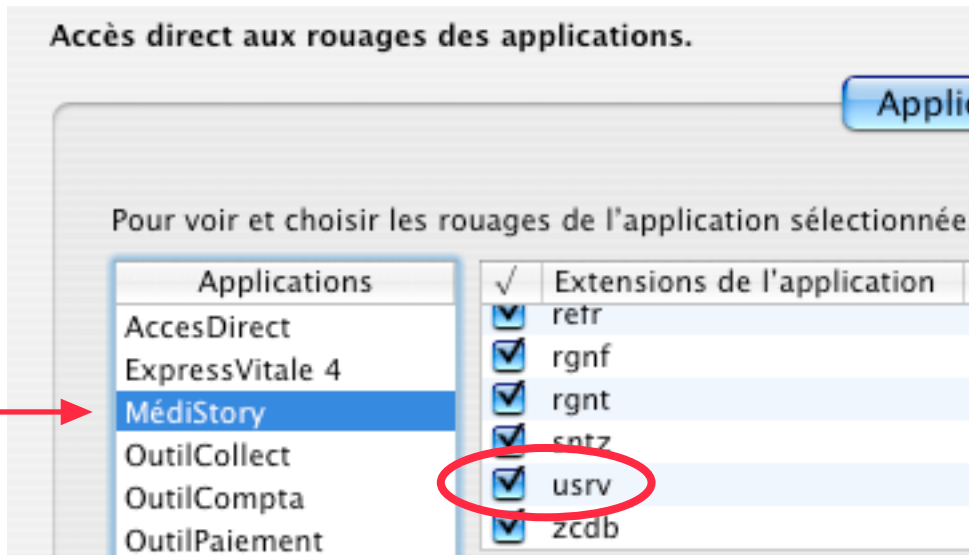 Accès direct aux rouages des applications.
Appli
Pour voir et choisir les rouages de l'application sélectionnée
Applications
AccesDirect
ExpressVitale 4
MédiStory
OutilCollect
OutilCompta
OutilPaiement
√ Extensions de l'application
refr
rgnf
rgnt
sntz
usrv
zcdb